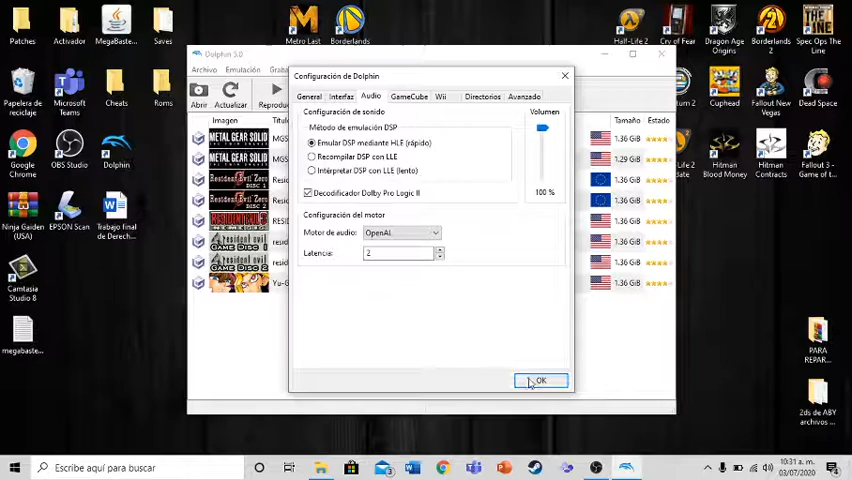 Patches
Activador
MegaBaste...
Saves
Metro Last
Borderlands
Half-Life 2
Cry of Fear
Dragon Age
Origins
Borderlands
2
Spec Ops The
Line
Papelera de
reciclaje
Microsoft
Teams
Cheats
Roms
Cuphead
Fallout New
Vegas
Dead Space
Google
Chrome
OBS Studio
Dolphin
Hitman
Blood Money
Hitman
Contracts
Fallout 3 -
Game of t...
Ninja Gaiden
(USA)
EPSON Scan
Trabajo final
de Derech...
Camtasia
Studio 8
megabaste...
PARA
REPAR...
2ds de ABY
archivos ...
Dolphin 5.0
Archivo
Emulación
Abrir
Actualizar
Imagen
METAL GEAR SOLID
METAL GEAR SOLID
Tamaño
Estado
1.36 GiB
1.29 GiB
1.36 GiB
1.36 GiB
1.36 GiB
1.36 GiB
1.36 GiB
1.36 GiB
Configuración de Dolphin
General
Interfaz
Audio
GameCube
Wii
Directorios
Avanzado
Configuración de sonido
Método de emulación DSP
Emular DSP mediante HLE (rápido)
Recompilar DSP con LLE
Intérpretar DSP con LLE (lento)
Decodificador Dolby Pro Logic II
Volumen
100 %
Configuración del motor
Motor de audio:
OpenAL
Latencia:
2
OK
Escribe aquí para buscar
10:31 a. m.
03/07/2020